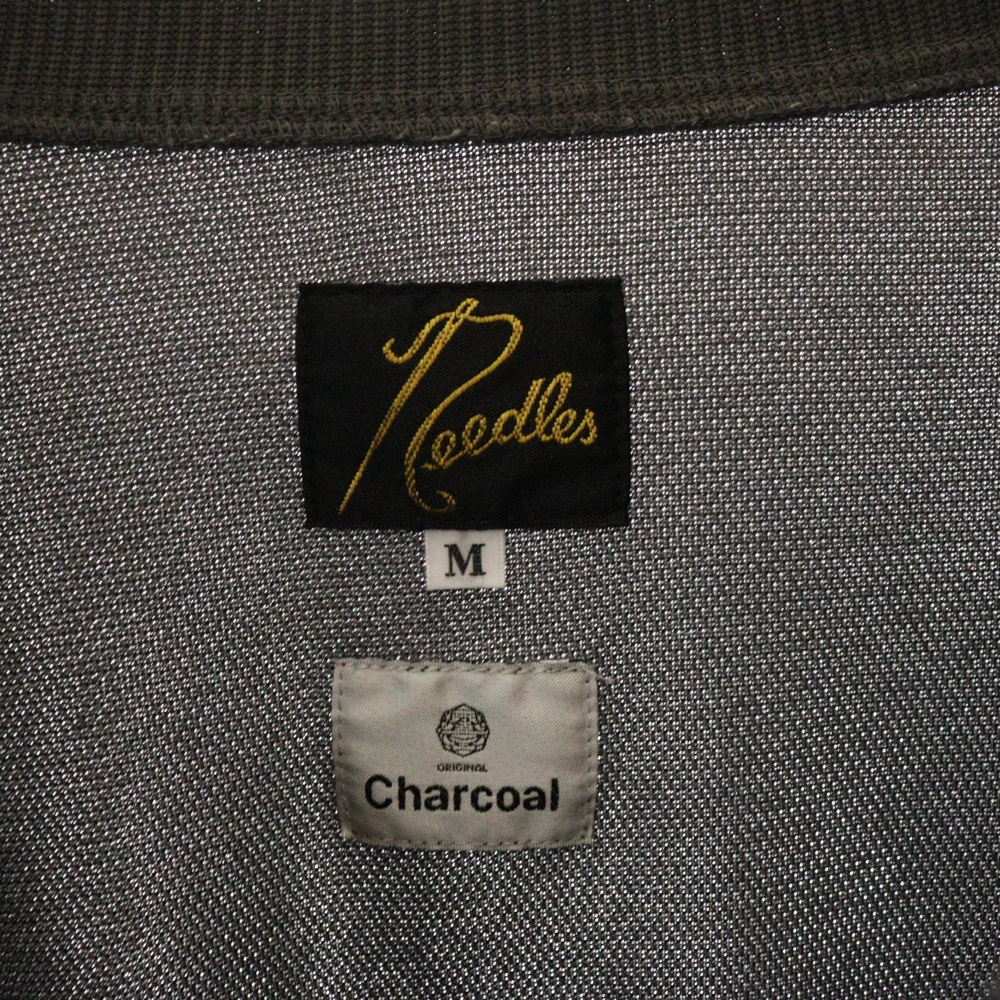 Needles
M
ORIGINAL
Charcoal